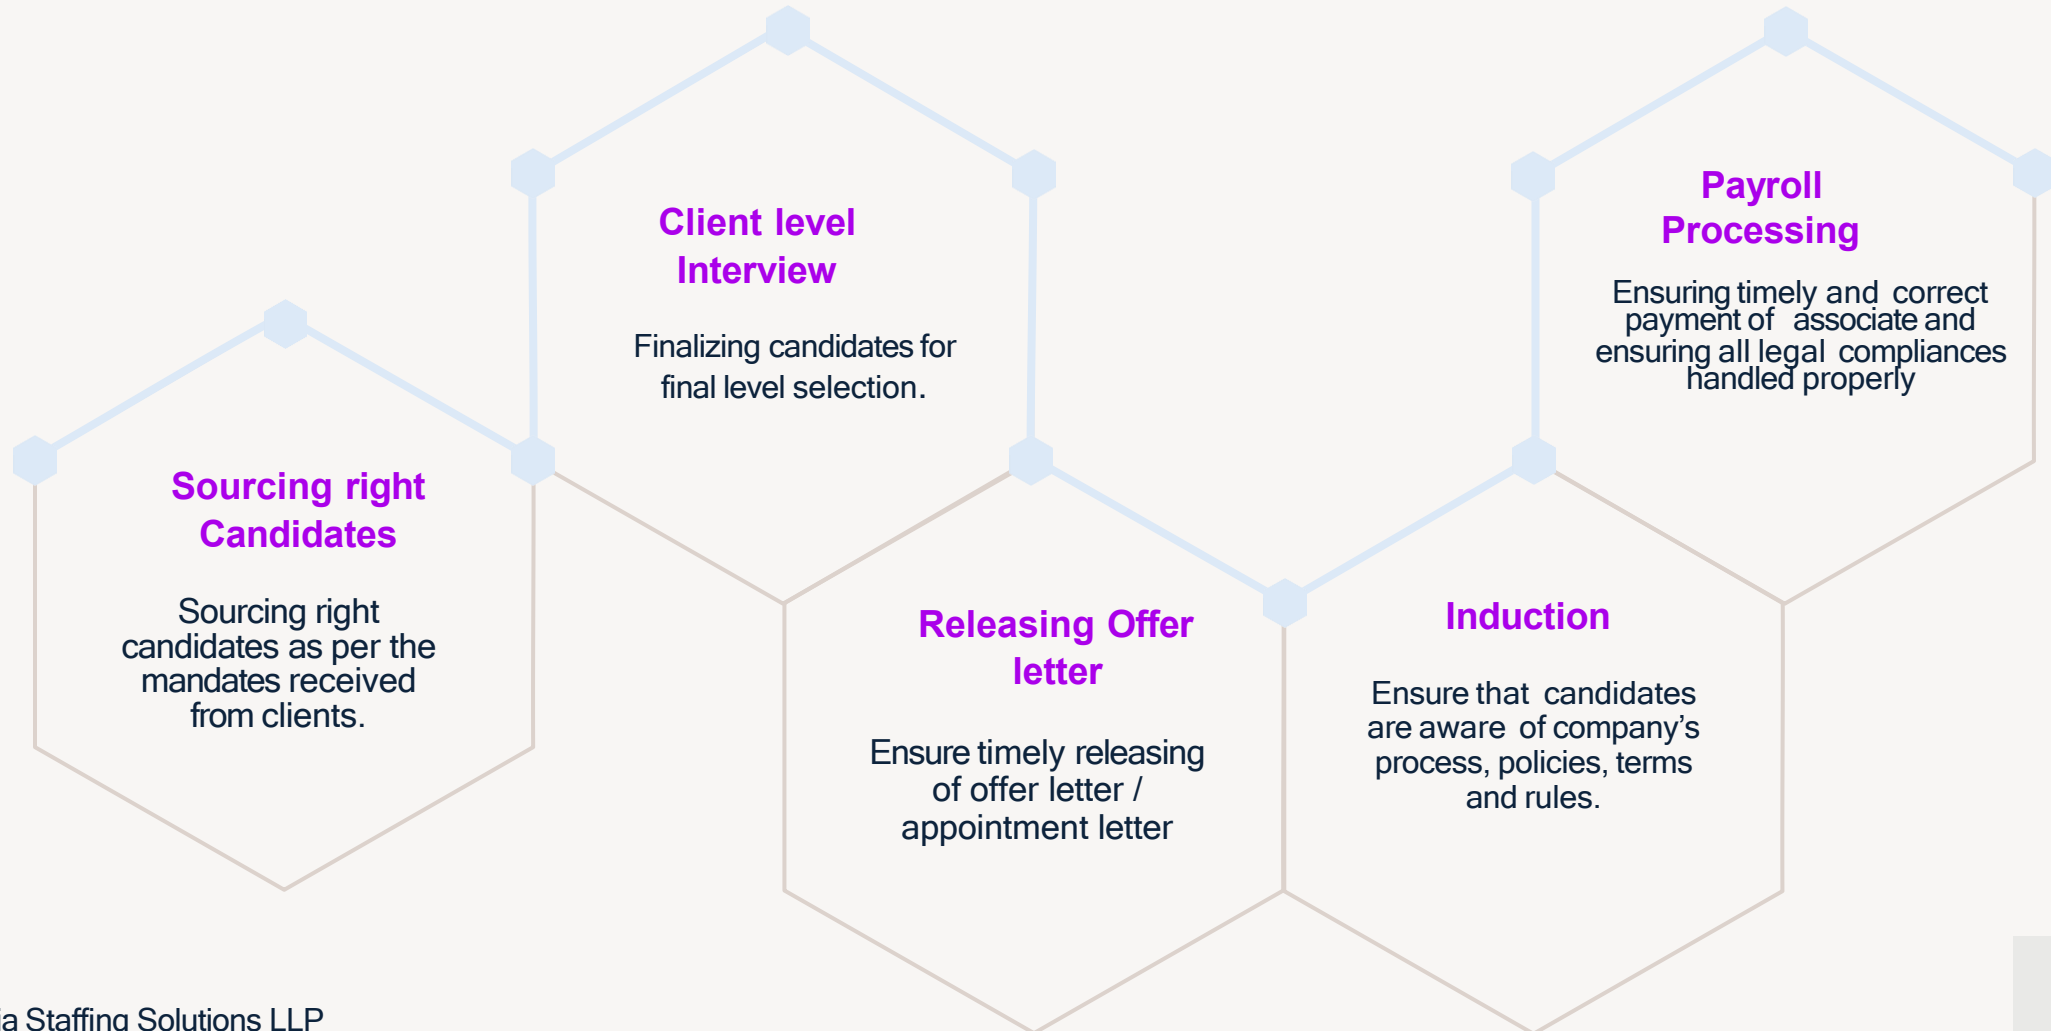 Sourcing right
Candidates
Sourcing right
candidates as per the
mandates received
from clients.
Client level
Interview
Finalizing candidates for
final level selection.
Releasing Offer
letter
Ensure timely releasing
of offer letter /
appointment letter
Induction
Ensure that candidates
are aware of company’s
process, policies, terms
and rules.
Payroll
Processing
Ensuring timely and correct
payment of associate and
ensuring all legal compliances
handled properly
Staffing Solutions LLP